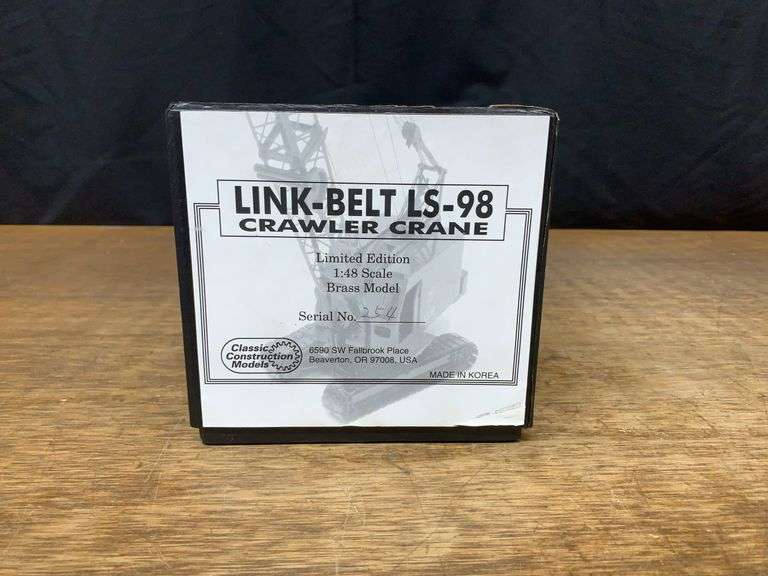 LINK-BELT LS-98
CRAWLER CRANE
Limited Edition
1:48 Scale
Brass Model
Serial No. 254
Classic
Construction
Models
6590 SW Fallbrook Place
Beaverton, OR 97008, USA
MADE IN KOREA